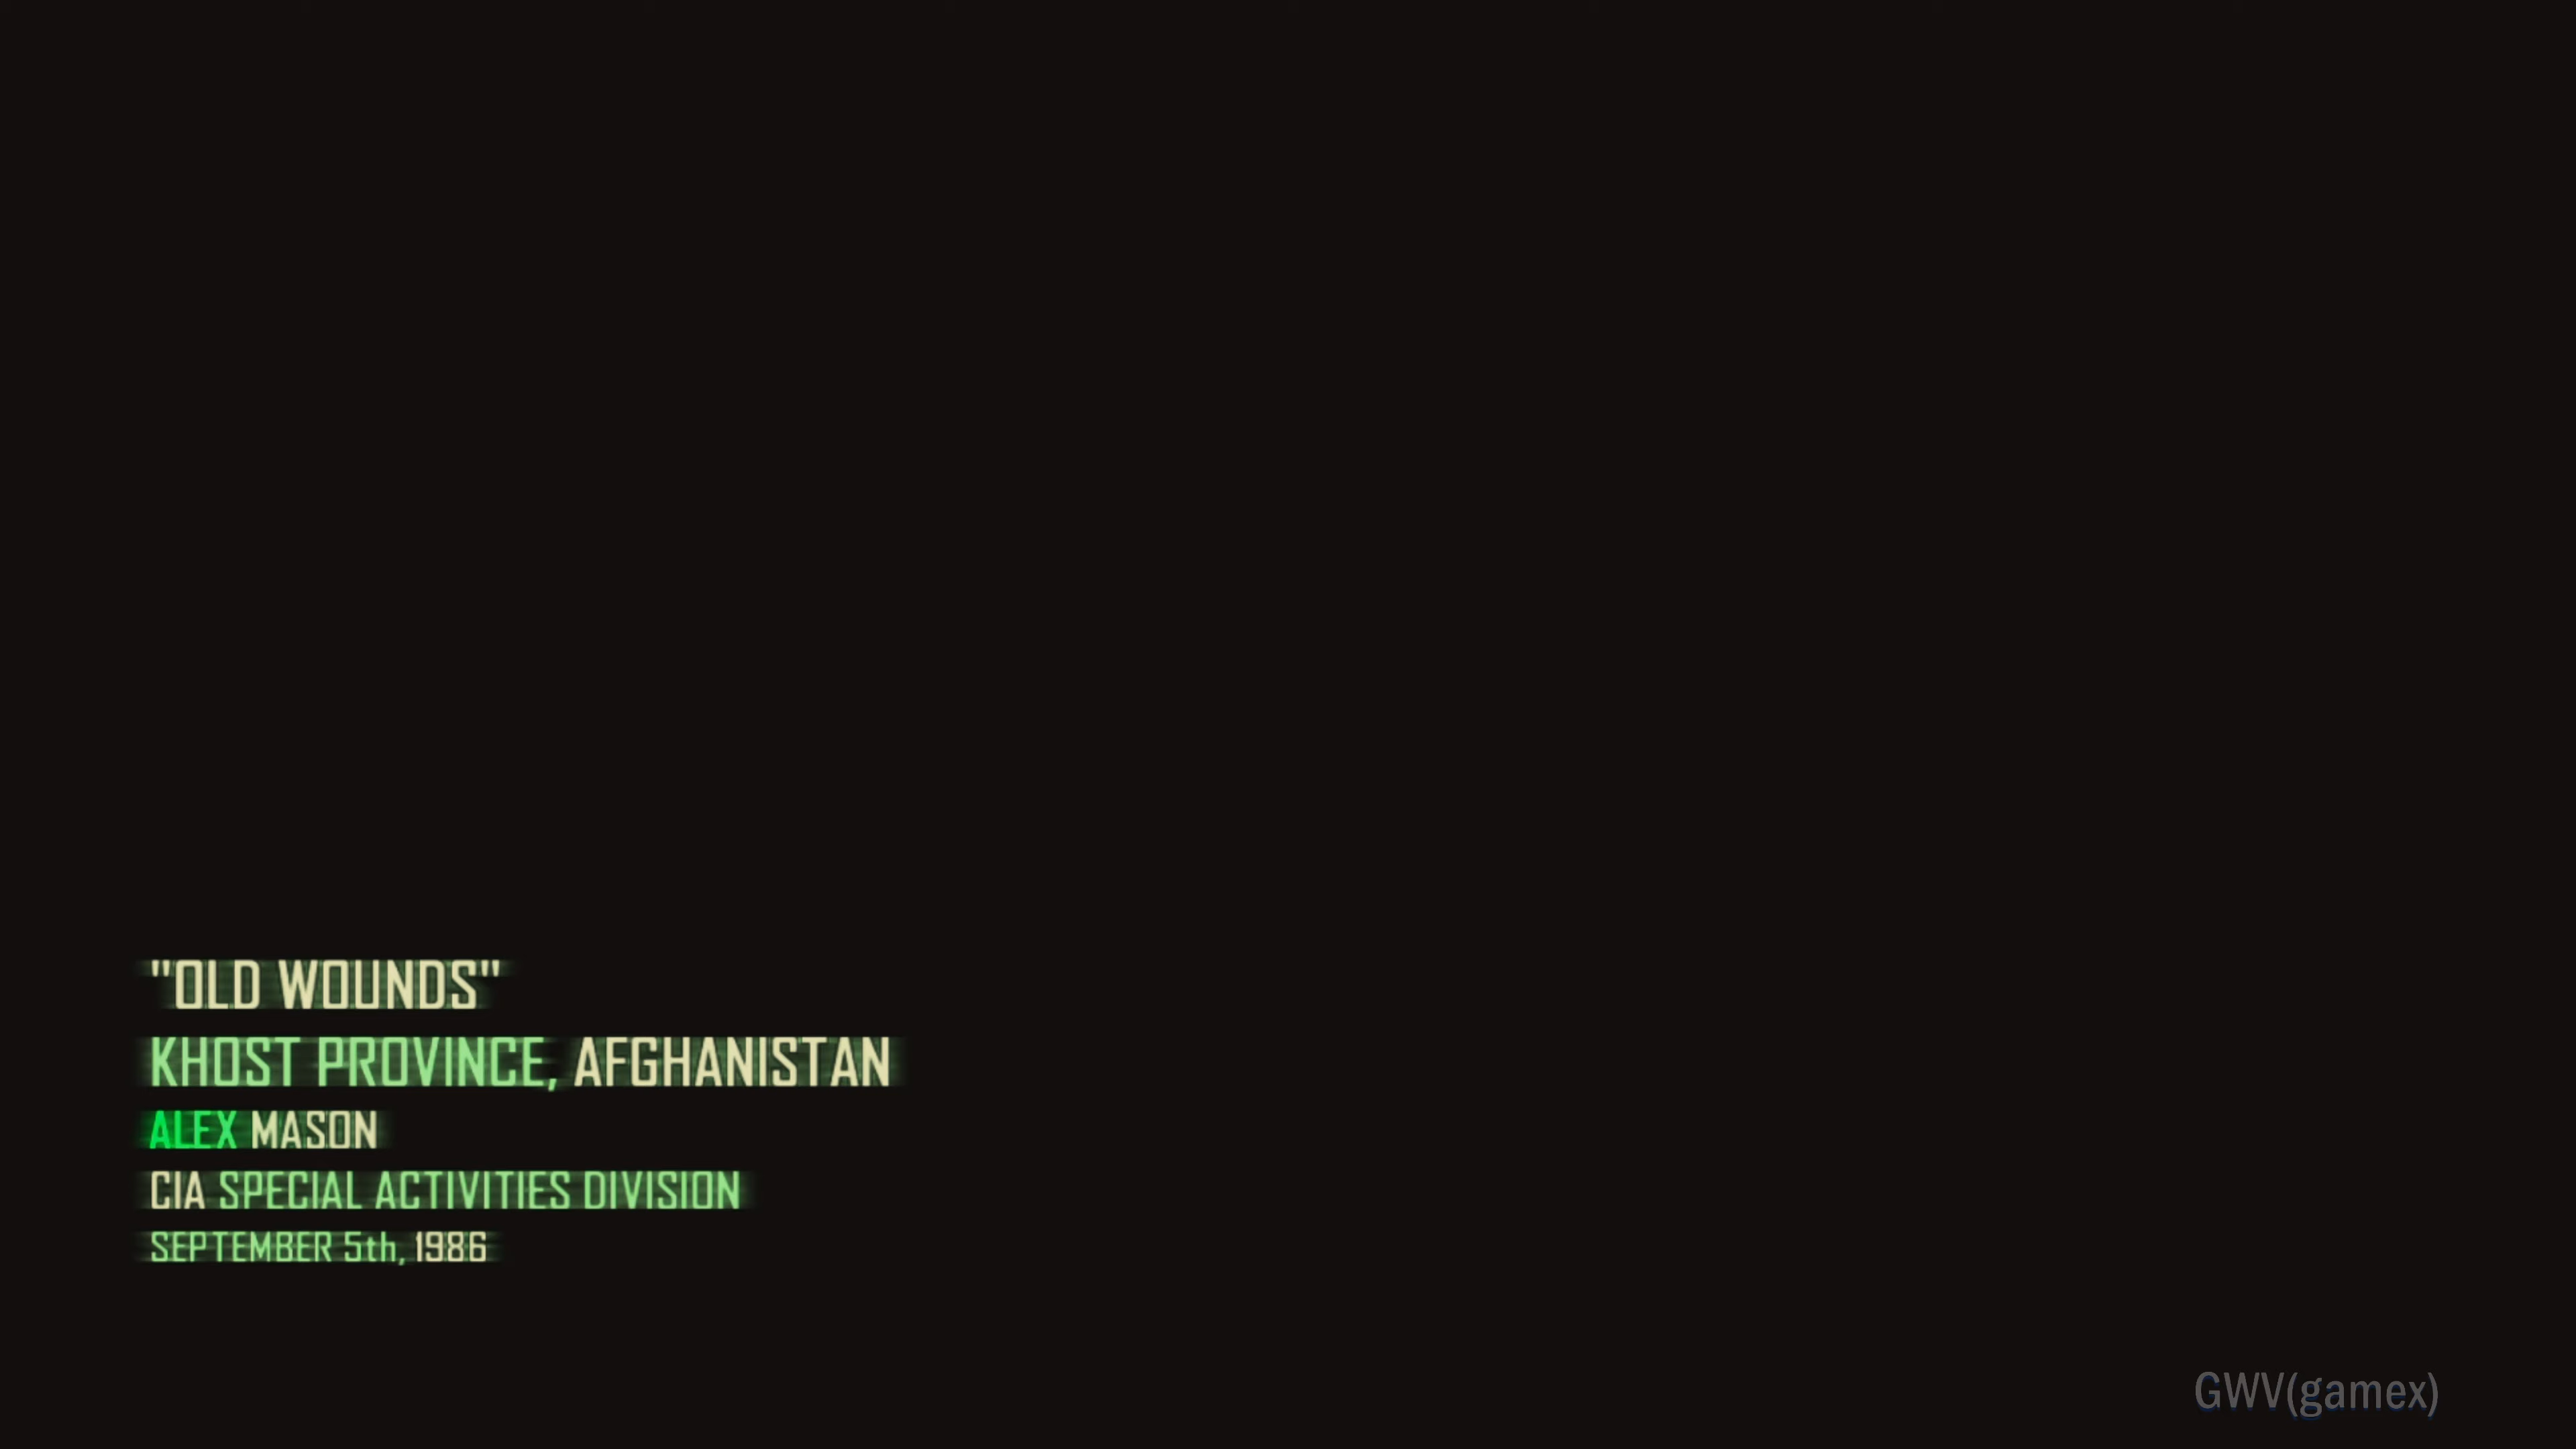 "OLD WOUNDS"
KHOST PROVINCE, AFGHANISTAN
ALEX MASON
CIA SPECIAL ACTIVITIES DIVISION
SEPTEMBER 5th, 1986
GWV(gamex)